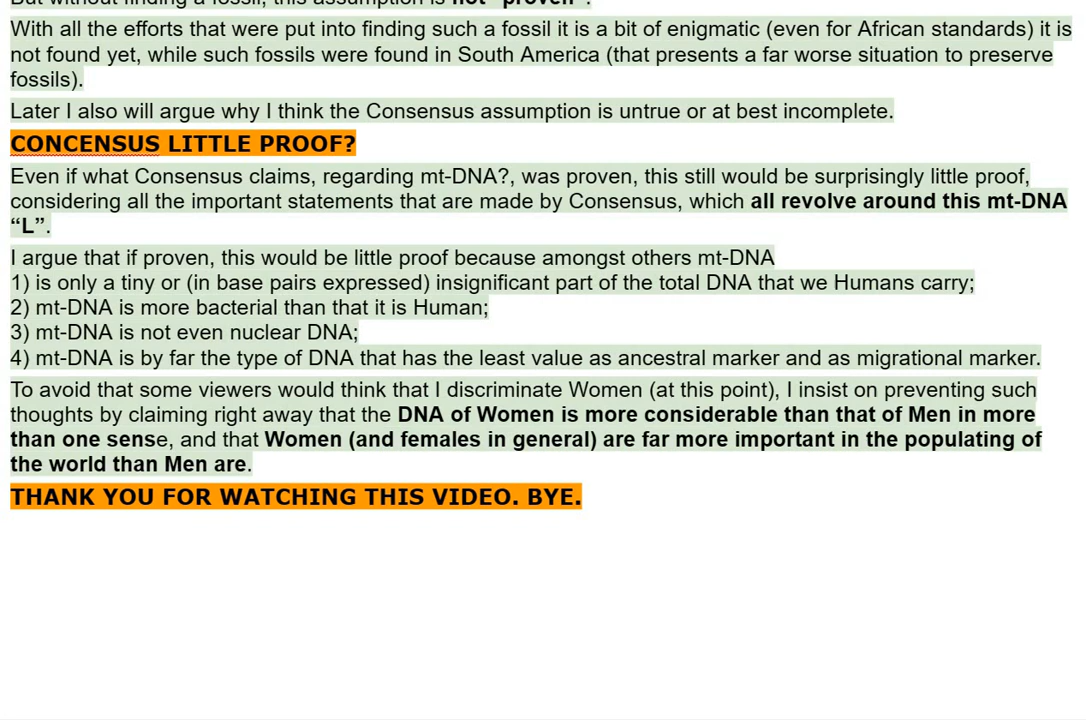 But without finding a fossil, this assumption is not "proven".
With all the efforts that were put into finding such a fossil it is a bit of enigmatic (even for African standards) it is
not found yet, while such fossils were found in South America (that presents a far worse situation to preserve
fossils).
Later I also will argue why I think the Consensus assumption is untrue or at best incomplete.
CONCENSUS LITTLE PROOF?
Even if what Consensus claims, regarding mt-DNA?, was proven, this still would be surprisingly little proof,
considering all the important statements that are made by Consensus, which all revolve around this mt-DNA
“L”.
I argue that if proven, this would be little proof because amongst others mt-DNA
1) is only a tiny or (in base pairs expressed) insignificant part of the total DNA that we Humans carry;
2) mt-DNA is more bacterial than that it is Human;
3) mt-DNA is not even nuclear DNA;
4) mt-DNA is by far the type of DNA that has the least value as ancestral marker and as migrational marker.
To avoid that some viewers would think that I discriminate Women (at this point), I insist on preventing such
thoughts by claiming right away that the DNA of Women is more considerable than that of Men in more
than one sense, and that Women (and females in general) are far more important in the populating of
the world than Men are.
THANK YOU FOR WATCHING THIS VIDEO. BYE.